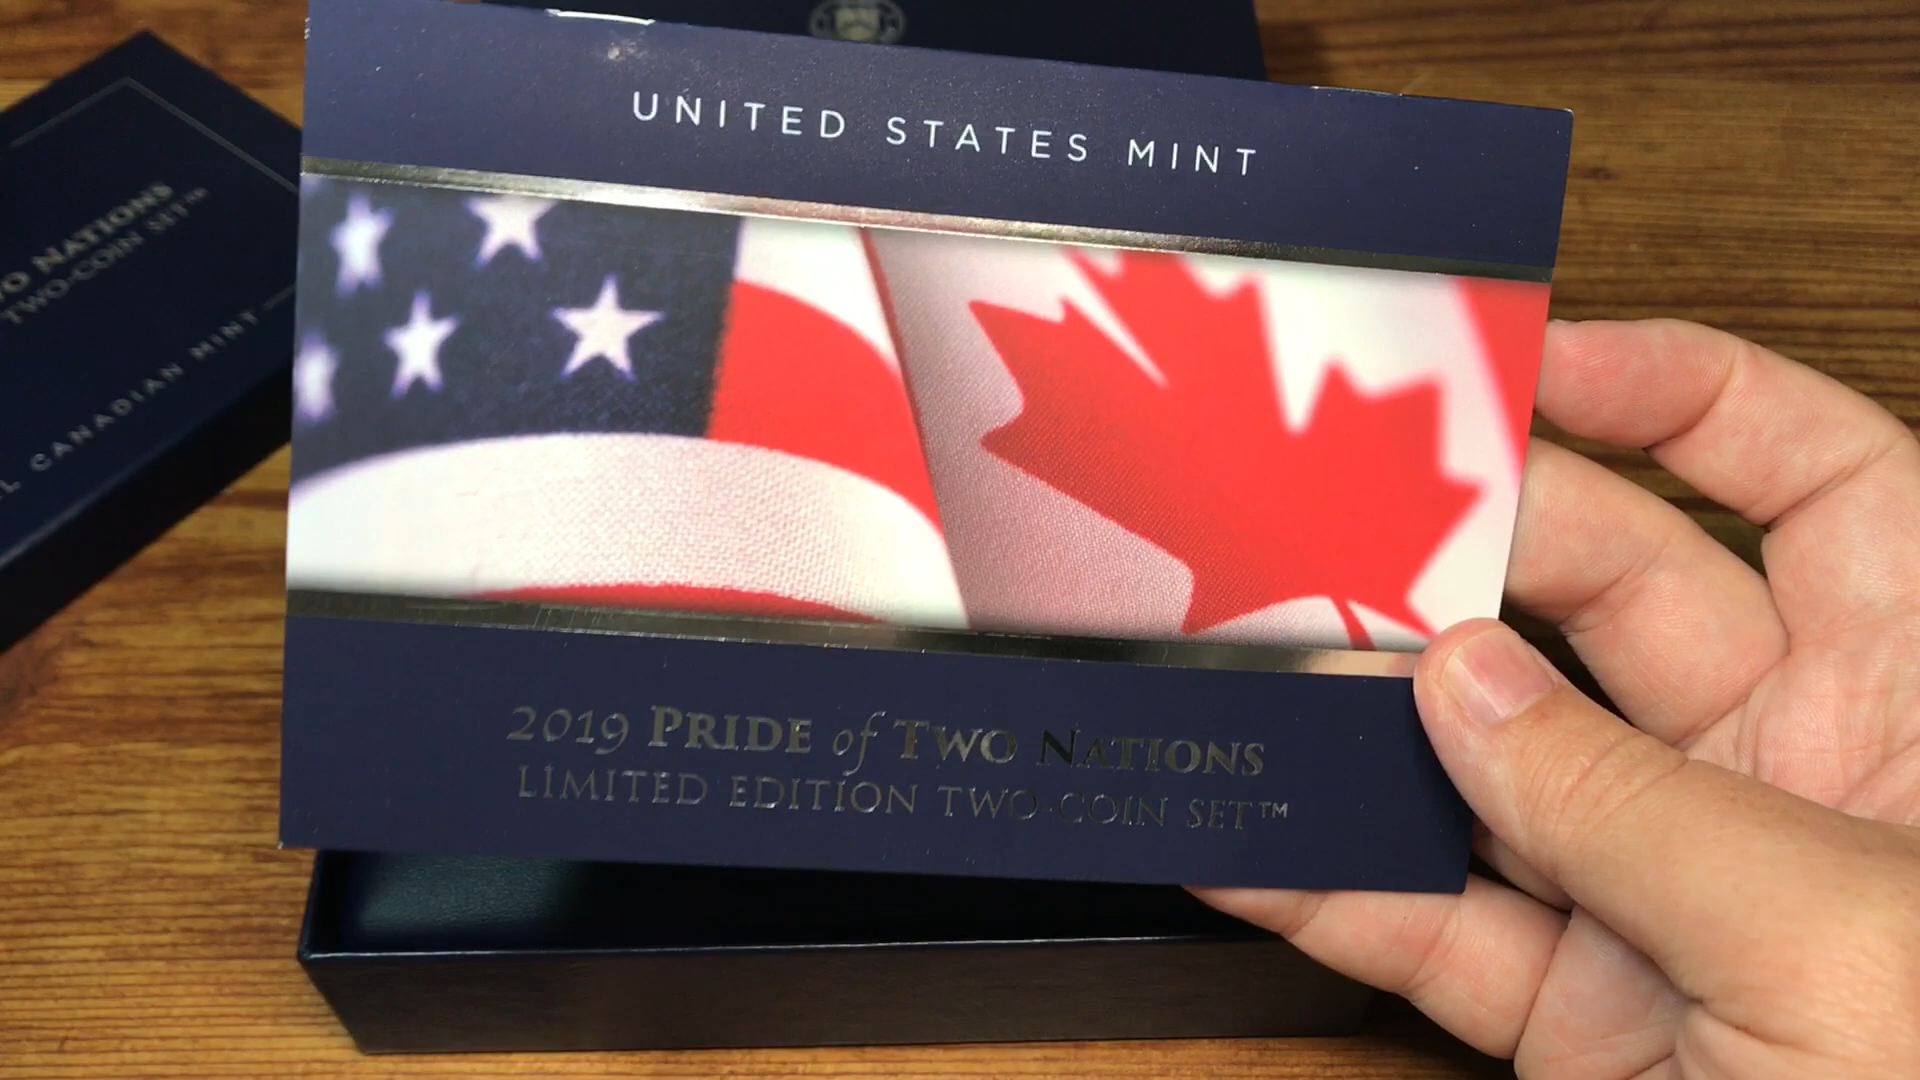 UNITED STATES MINT
2019 PRIDE of TWO NATIONS
LIMITED EDITION TWO-COIN SET™
NATIONS
TWO-COIN SET™
CANADIAN MINT